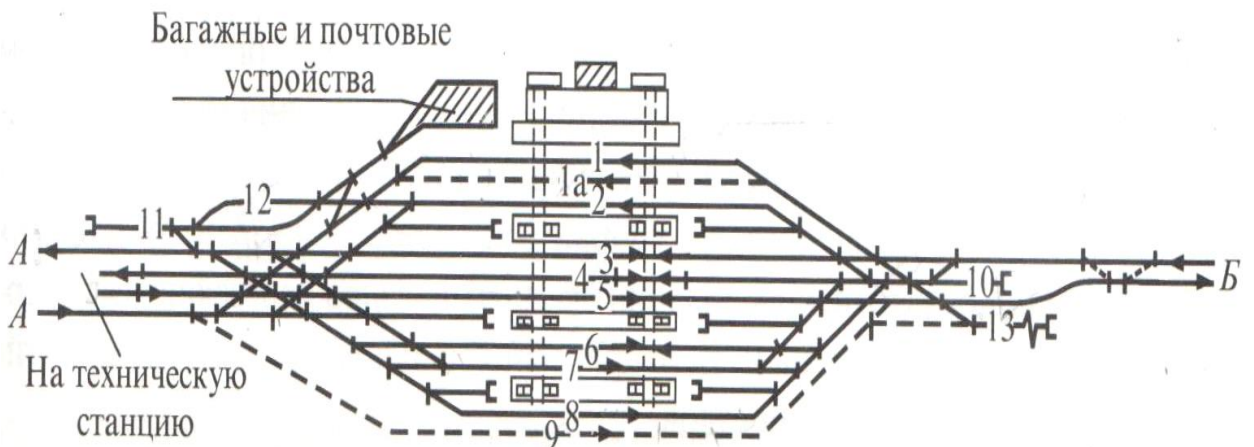 Багажные и почтовые
устройства
1
1а
2
12
11
А
3
4
10
Б
5
А
13
6
На техническую
станцию
7
8
9